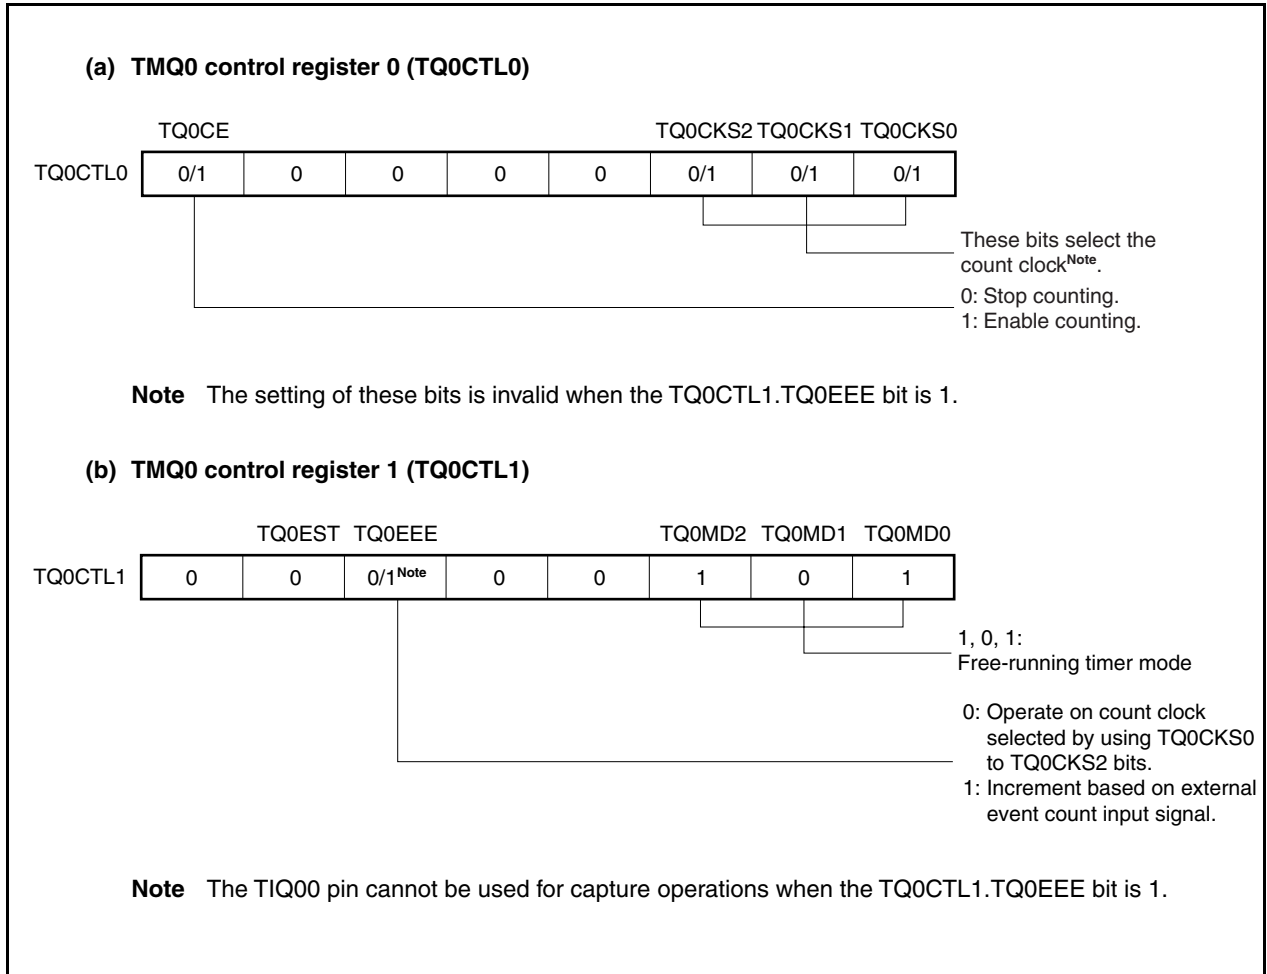 (a) TMQ0 control register 0 (TQ0CTL0)
TQ0CE TQ0CKS2 TQ0CKS1 TQ0CKS0
TQ0CTL0 0/1 0 0 0 0 0/1 0/1 0/1
These bits select the
count clockNote.
0: Stop counting.
1: Enable counting.
Note The setting of these bits is invalid when the TQ0CTL1.TQ0EEE bit is 1.
(b) TMQ0 control register 1 (TQ0CTL1)
TQ0EST TQ0EEE TQ0MD2 TQ0MD1 TQ0MD0
TQ0CTL1 0 0 0/1Note 0 0 1 0 1
1, 0, 1:
Free-running timer mode
0: Operate on count clock
selected by using TQ0CKS0
to TQ0CKS2 bits.
1: Increment based on external
event count input signal.
Note The TIQ00 pin cannot be used for capture operations when the TQ0CTL1.TQ0EEE bit is 1.